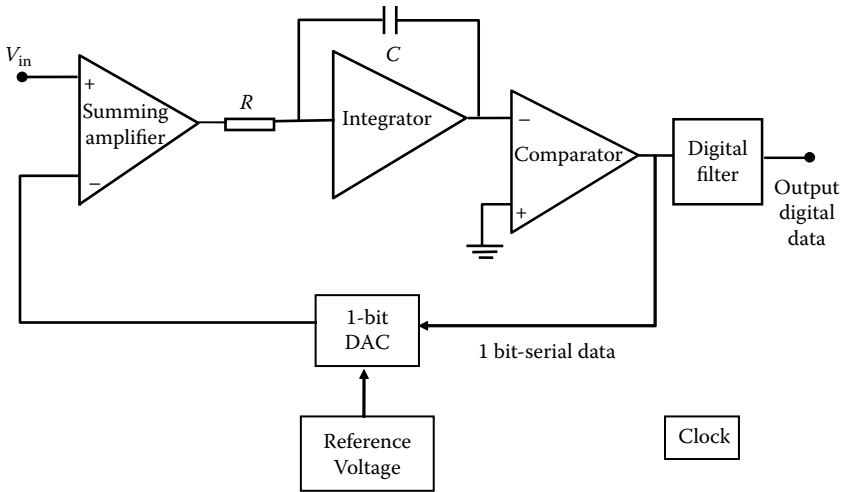 V_in
+
Summing
amplifier
−
R
C
Integrator
−
Comparator
+
Digital
filter
Output
digital
data
1-bit
DAC
1 bit-serial data
Reference
Voltage
Clock